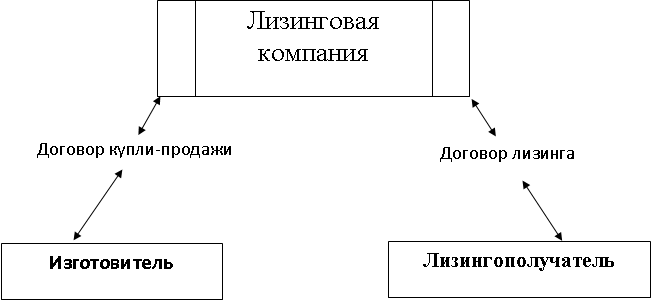 Лизинговая
компания
Договор купли-продажи
Договор лизинга
Изготовитель
Лизингополучатель